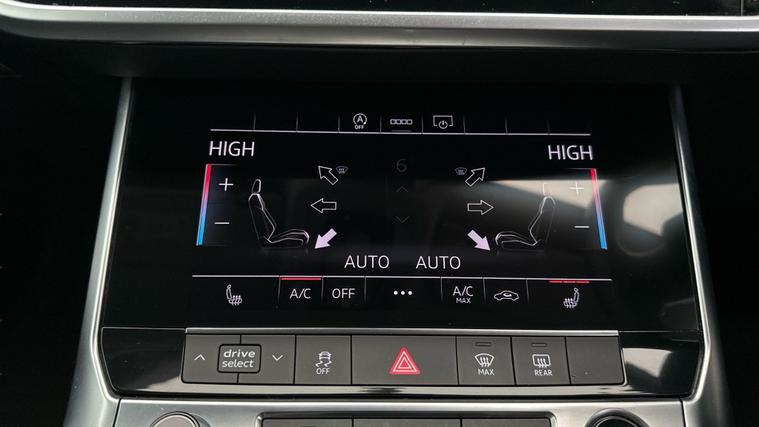 A
OFF
HIGH HIGH
6
+ +
− −
AUTO AUTO
A/C OFF ••• A/C MAX
drive select
OFF
MAX
REAR